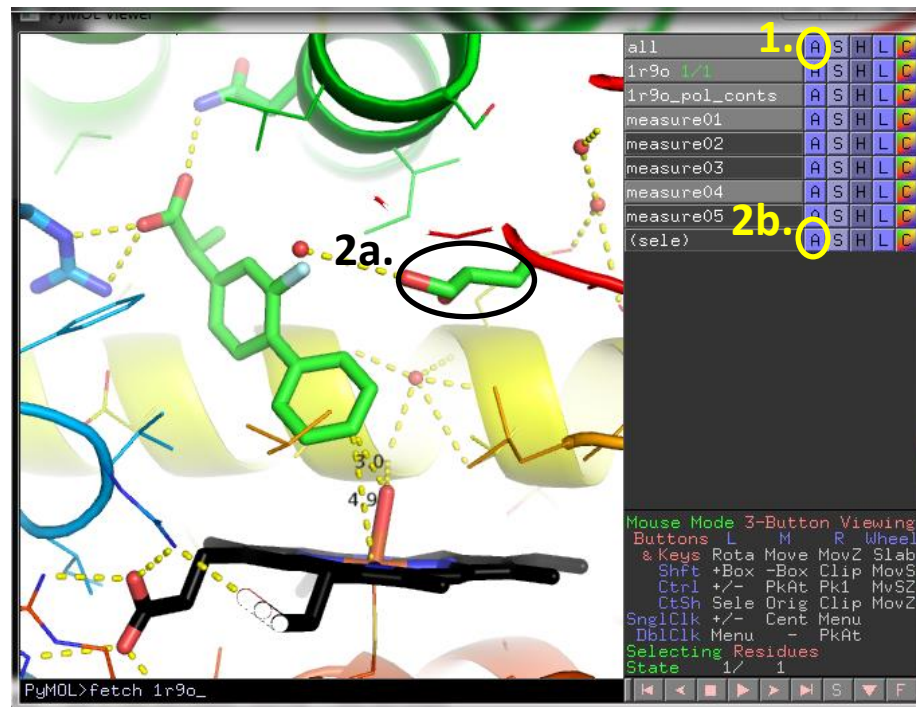 PyMOL Viewer
all A S H L C
1.
1r9o 1/1 A S H L C
1r9o_pol_conts A S H L C
measure01 A S H L C
measure02 A S H L C
measure03 A S H L C
measure04 A S H L C
measure05 A S H L C
2b.
(sele) A S H L C
2a.
3.0
4.9
Mouse Mode 3-Button Viewing
Buttons L M R Wheel
& Keys Rota Move MovZ Slab
Shft +Box -Box Clip MovS
Ctrl +/- PkAt Pk1 MvSZ
CtSh Sele Orig Clip MovZ
SnglClk +/- Cent Menu
DblClk Menu - PkAt
Selecting Residues
State 1/ 1
PyMOL>fetch 1r9o_
S F